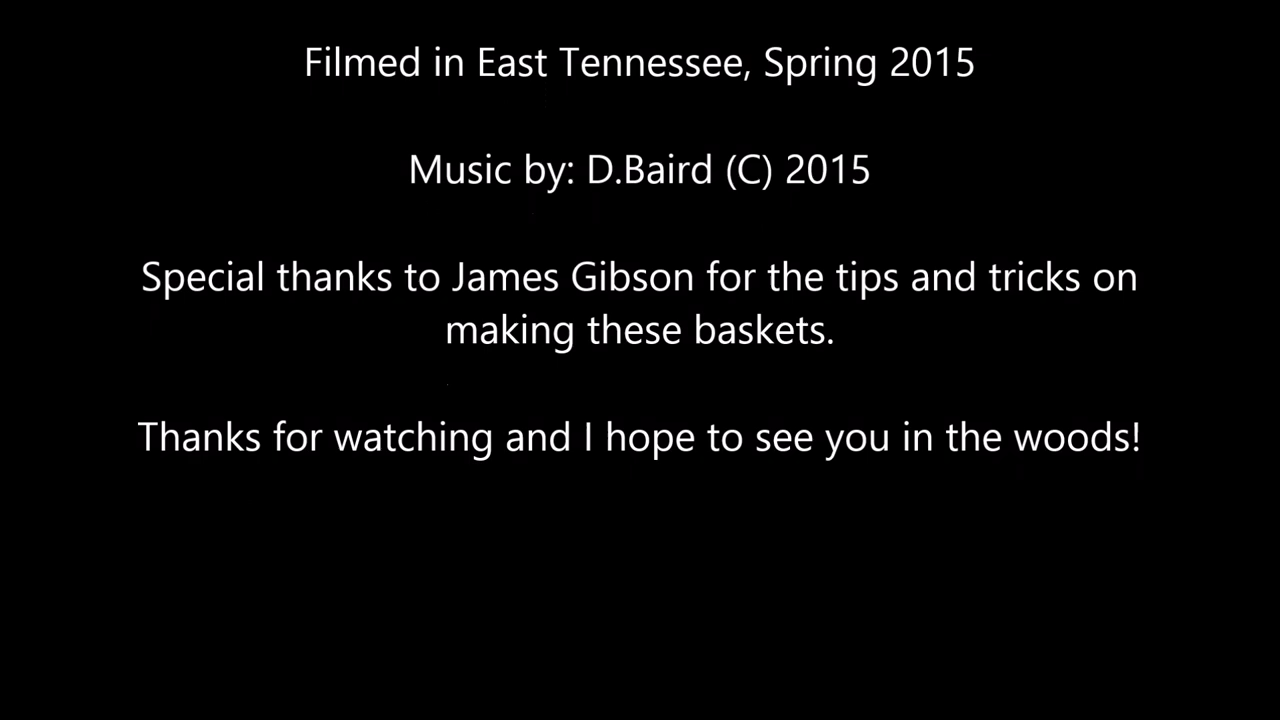 Filmed in East Tennessee, Spring 2015
Music by: D.Baird (C) 2015
Special thanks to James Gibson for the tips and tricks on
making these baskets.
Thanks for watching and I hope to see you in the woods!